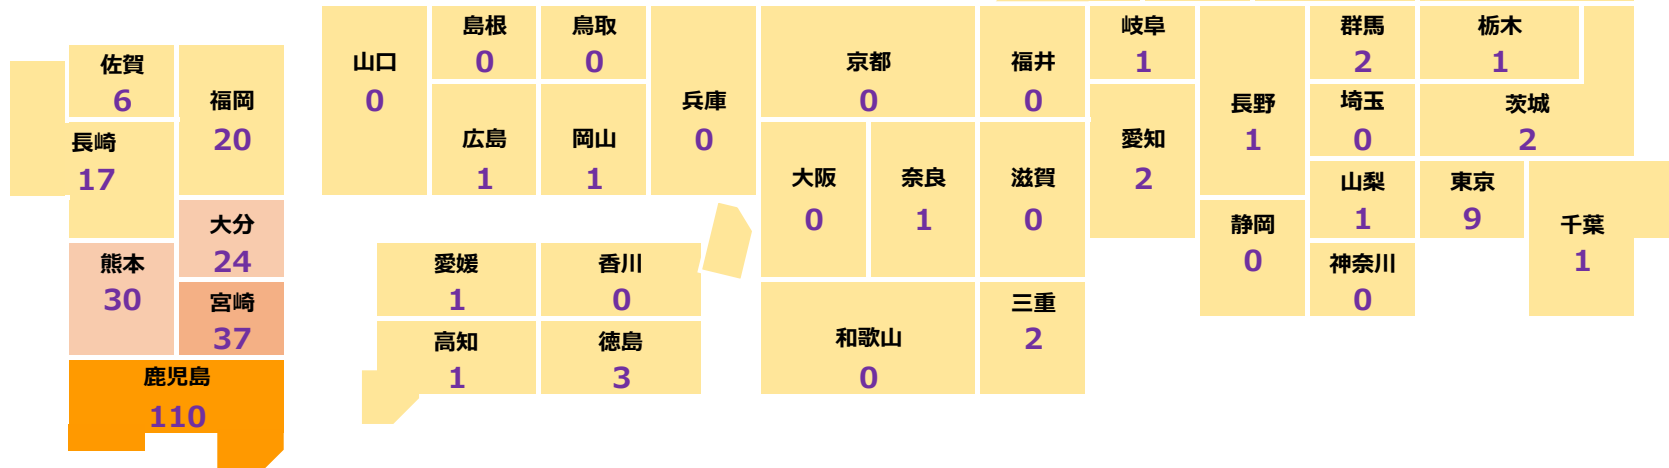 佐賀
6
福岡
20
長崎
17
大分
24
熊本
30
宮崎
37
鹿児島
110
山口
0
島根
0
鳥取
0
広島
1
岡山
1
兵庫
0
愛媛
1
香川
0
高知
1
徳島
3
京都
0
福井
0
大阪
0
奈良
1
滋賀
0
和歌山
0
三重
2
岐阜
1
愛知
2
長野
1
静岡
0
群馬
2
栃木
1
埼玉
0
茨城
2
山梨
1
東京
9
神奈川
0
千葉
1